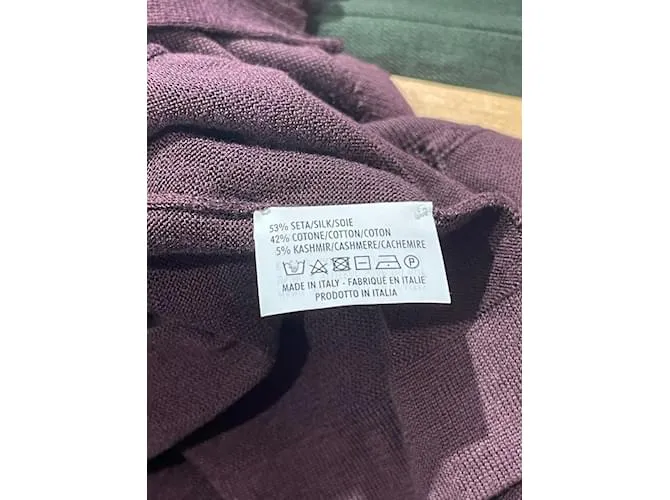 53% SETA/SILK/SOIE
42% COTONE/COTTON/COTON
5% KASHMIR/CASHMERE/CACHEMIRE
P
MADE IN ITALY - FABRIQUÉ EN ITALIE
PRODOTTO IN ITALIA